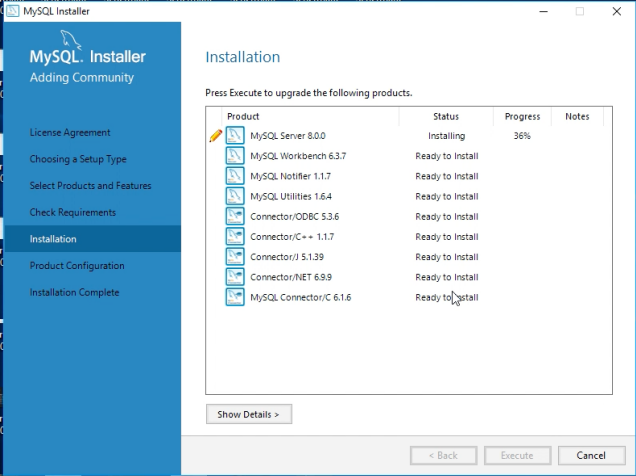 MySQL Installer
MySQL. Installer
Adding Community
License Agreement
Choosing a Setup Type
Select Products and Features
Check Requirements
Installation
Product Configuration
Installation Complete
Installation
Press Execute to upgrade the following products.
Product Status Progress Notes
MySQL Server 8.0.0 Installing 36%
MySQL Workbench 6.3.7 Ready to Install
MySQL Notifier 1.1.7 Ready to Install
MySQL Utilities 1.6.4 Ready to Install
Connector/ODBC 5.3.6 Ready to Install
Connector/C++ 1.1.7 Ready to Install
Connector/J 5.1.39 Ready to Install
Connector/NET 6.9.9 Ready to Install
MySQL Connector/C 6.1.6 Ready to Install
Show Details >
< Back Execute Cancel